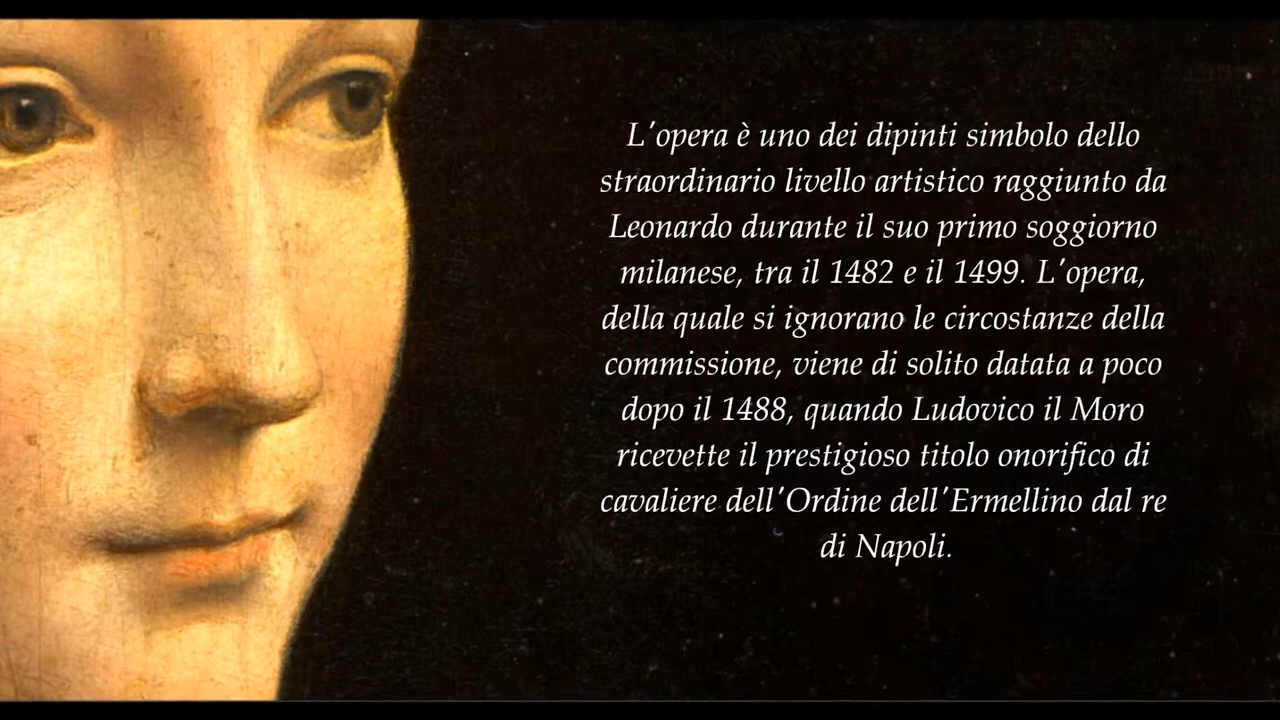 L'opera è uno dei dipinti simbolo dello
straordinario livello artistico raggiunto da
Leonardo durante il suo primo soggiorno
milanese, tra il 1482 e il 1499. L'opera,
della quale si ignorano le circostanze della
commissione, viene di solito datata a poco
dopo il 1488, quando Ludovico il Moro
ricevette il prestigioso titolo onorifico di
cavaliere dell'Ordine dell'Ermellino dal re
di Napoli.